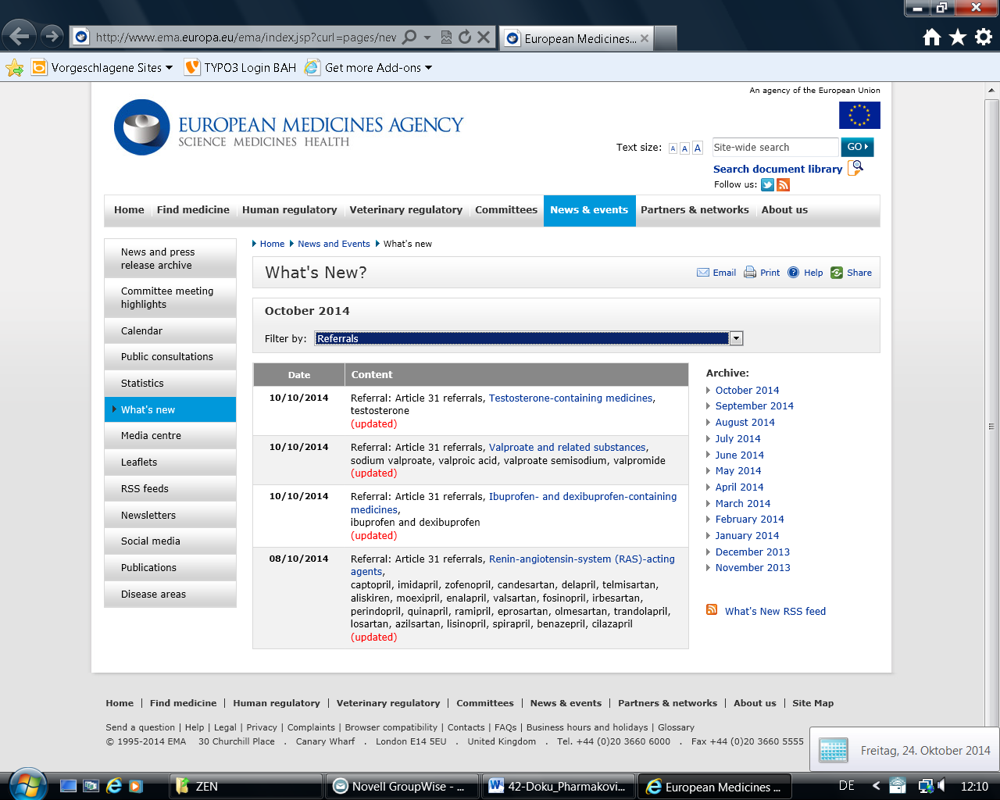 http://www.ema.europa.eu/ema/index.jsp?curl=pages/nev
European Medicines...
Vorgeschlagene Sites
TYPO3 Login BAH
Get more Add-ons
An agency of the European Union
EUROPEAN MEDICINES AGENCY
SCIENCE MEDICINES HEALTH
Text size: A A A
Site-wide search GO
Search document library
Follow us:
Home Find medicine Human regulatory Veterinary regulatory Committees News & events Partners & networks About us
News and press
release archive
Committee meeting
highlights
Calendar
Public consultations
Statistics
What's new
Media centre
Leaflets
RSS feeds
Newsletters
Social media
Publications
Disease areas
Home News and Events What's new
What's New?
Email Print Help Share
October 2014
Filter by: Referrals
Date Content
10/10/2014 Referral: Article 31 referrals, Testosterone-containing medicines,
testosterone
(updated)
10/10/2014 Referral: Article 31 referrals, Valproate and related substances,
sodium valproate, valproic acid, valproate semisodium, valpromide
(updated)
10/10/2014 Referral: Article 31 referrals, Ibuprofen- and dexibuprofen-containing
medicines,
ibuprofen and dexibuprofen
(updated)
08/10/2014 Referral: Article 31 referrals, Renin-angiotensin-system (RAS)-acting
agents,
captopril, imidapril, zofenopril, candesartan, delapril, telmisartan,
aliskiren, moexipril, enalapril, valsartan, fosinopril, irbesartan,
perindopril, quinapril, ramipril, eprosartan, olmesartan, trandolapril,
losartan, azilsartan, lisinopril, spirapril, benazepril, cilazapril
(updated)
Archive:
October 2014
September 2014
August 2014
July 2014
June 2014
May 2014
April 2014
March 2014
February 2014
January 2014
December 2013
November 2013
What's New RSS feed
Home | Find medicine | Human regulatory | Veterinary regulatory | Committees | News & events | Partners & networks | About us | Site Map
Send a question | Help | Legal | Privacy | Complaints | Browser compatibility | Contacts | FAQs | Business hours and holidays | Glossary
© 1995-2014 EMA 30 Churchill Place . Canary Wharf . London E14 5EU . United Kingdom . Tel. +44 (0)20 3660 6000 . Fax +44 (0)20 3660 5555
Freitag, 24. Oktober 2014
ZEN
Novell GroupWise - ...
42-Doku_Pharmakovi...
European Medicines ...
DE
12:10